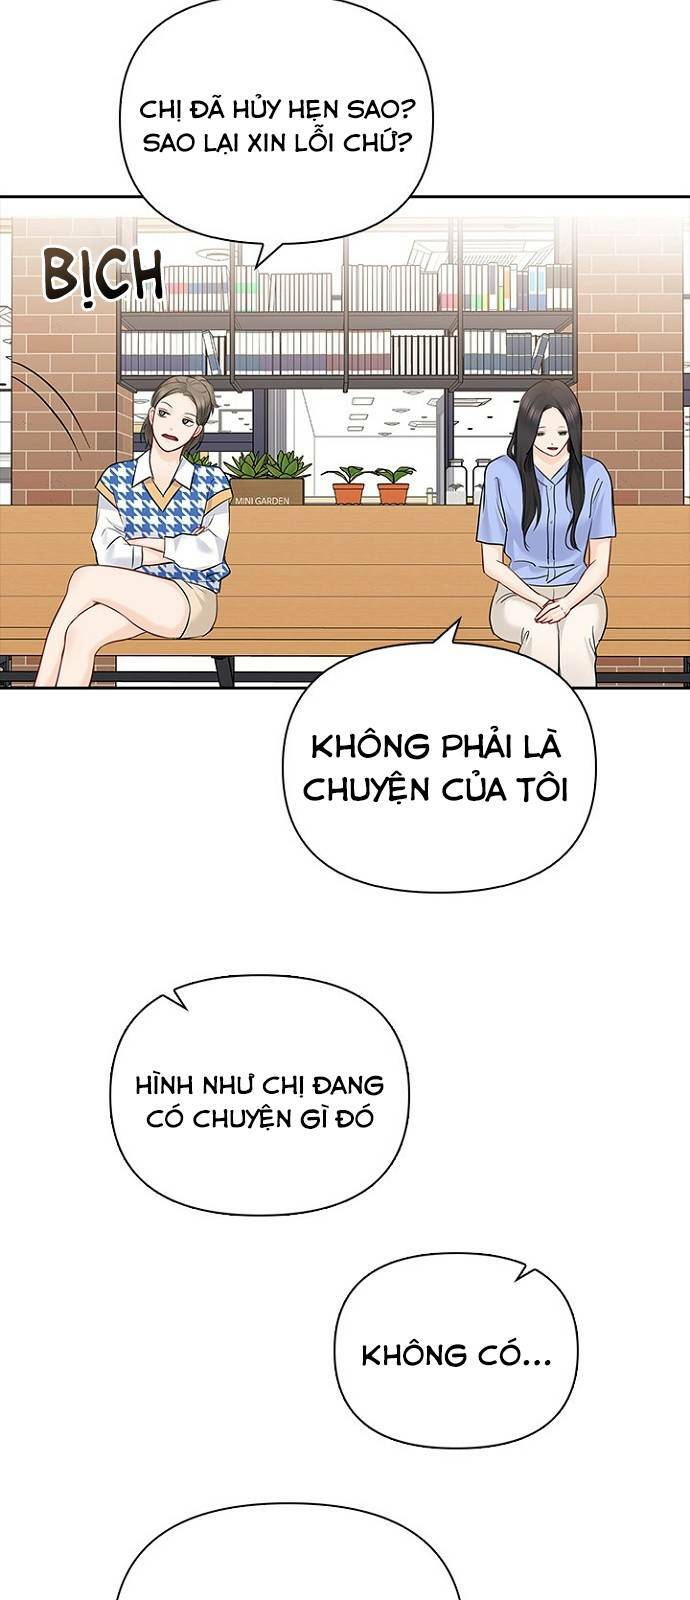 CHỊ ĐÃ HỦY HẸN SAO?
SAO LẠI XIN LỖI CHỨ?
BỊCH
MINI GARDEN
KHÔNG PHẢI LÀ
CHUYỆN CỦA TÔI
HÌNH NHƯ CHỊ ĐANG
CÓ CHUYỆN GÌ ĐÓ
KHÔNG CÓ...